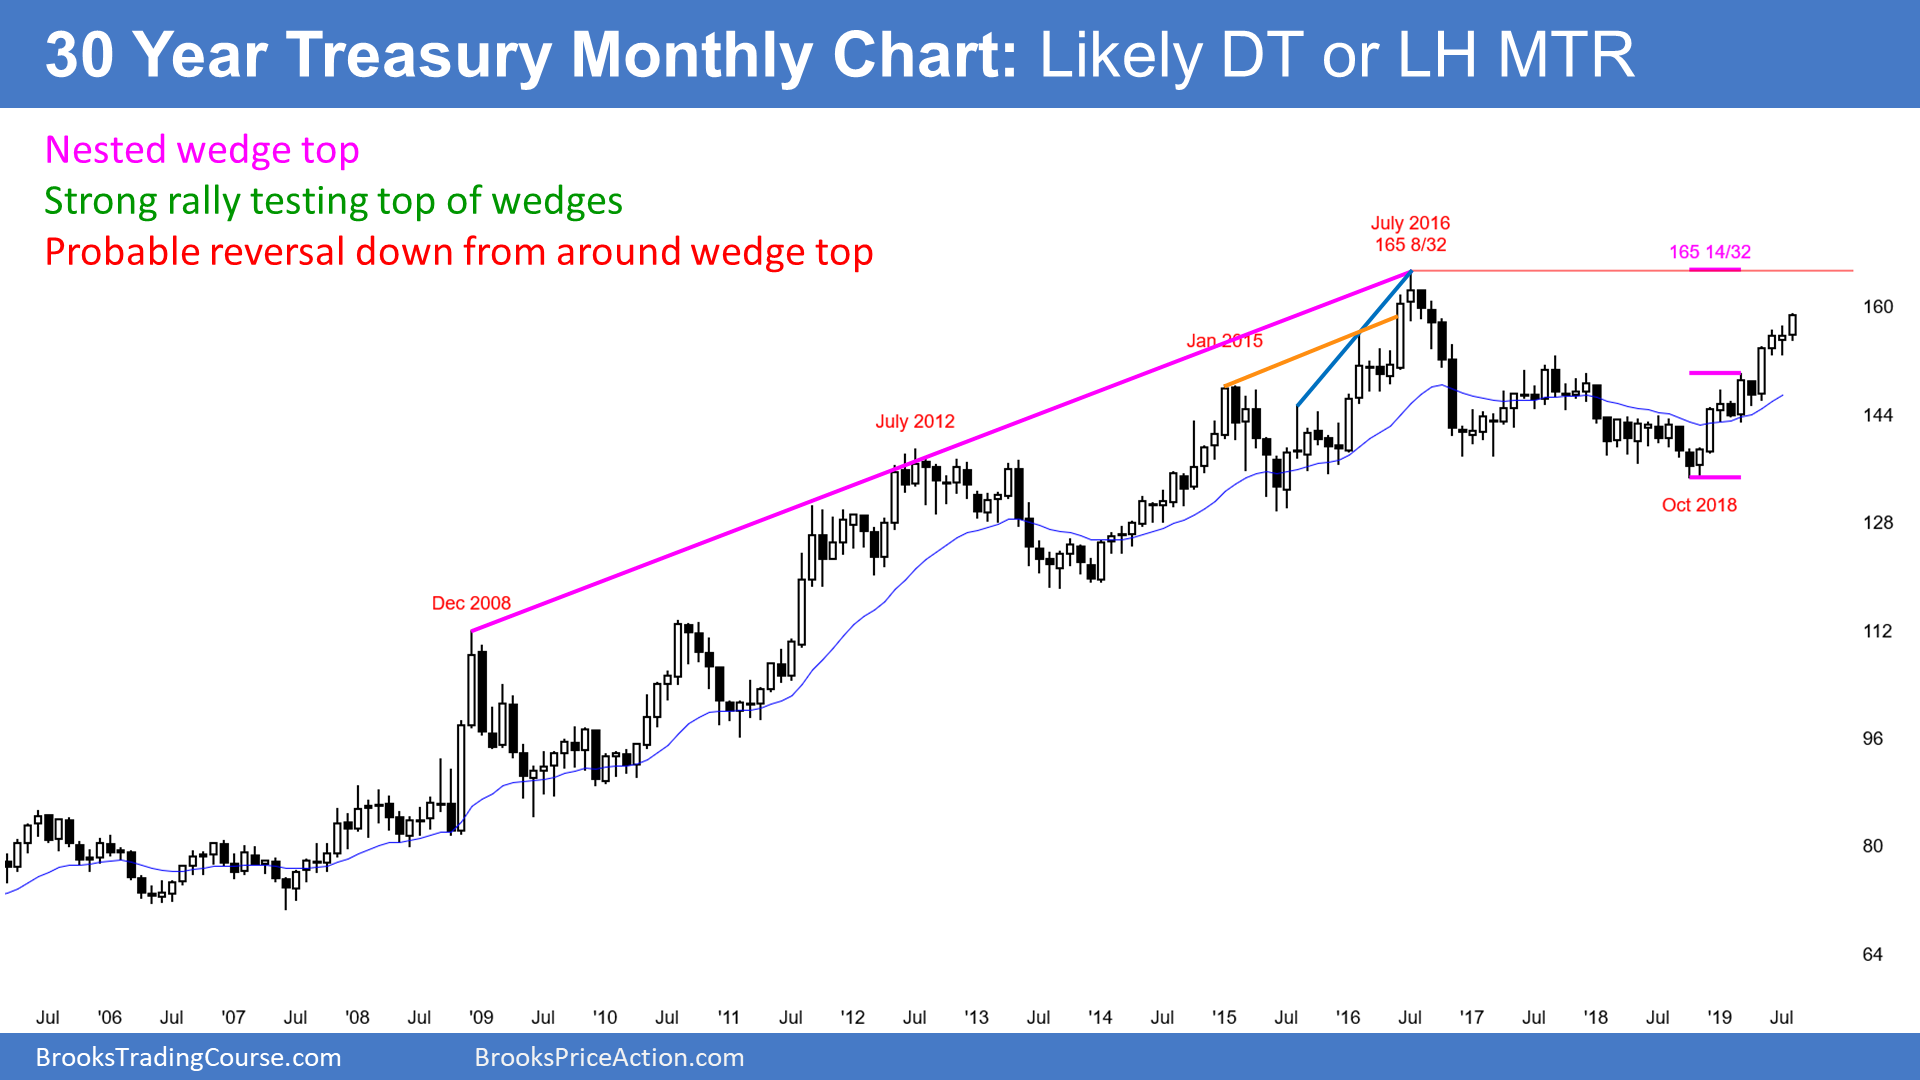 30 Year Treasury Monthly Chart: Likely DT or LH MTR
Nested wedge top
Strong rally testing top of wedges
Probable reversal down from around wedge top
July 2016
165 8/32
165 14/32
Jan 2015
July 2012
Dec 2008
Oct 2018
160
144
128
112
96
80
64
Jul '06 Jul '07 Jul '08 Jul '09 Jul '10 Jul '11 Jul '12 Jul '13 Jul '14 Jul '15 Jul '16 Jul '17 Jul '18 Jul '19 Jul
BrooksTradingCourse.com BrooksPriceAction.com